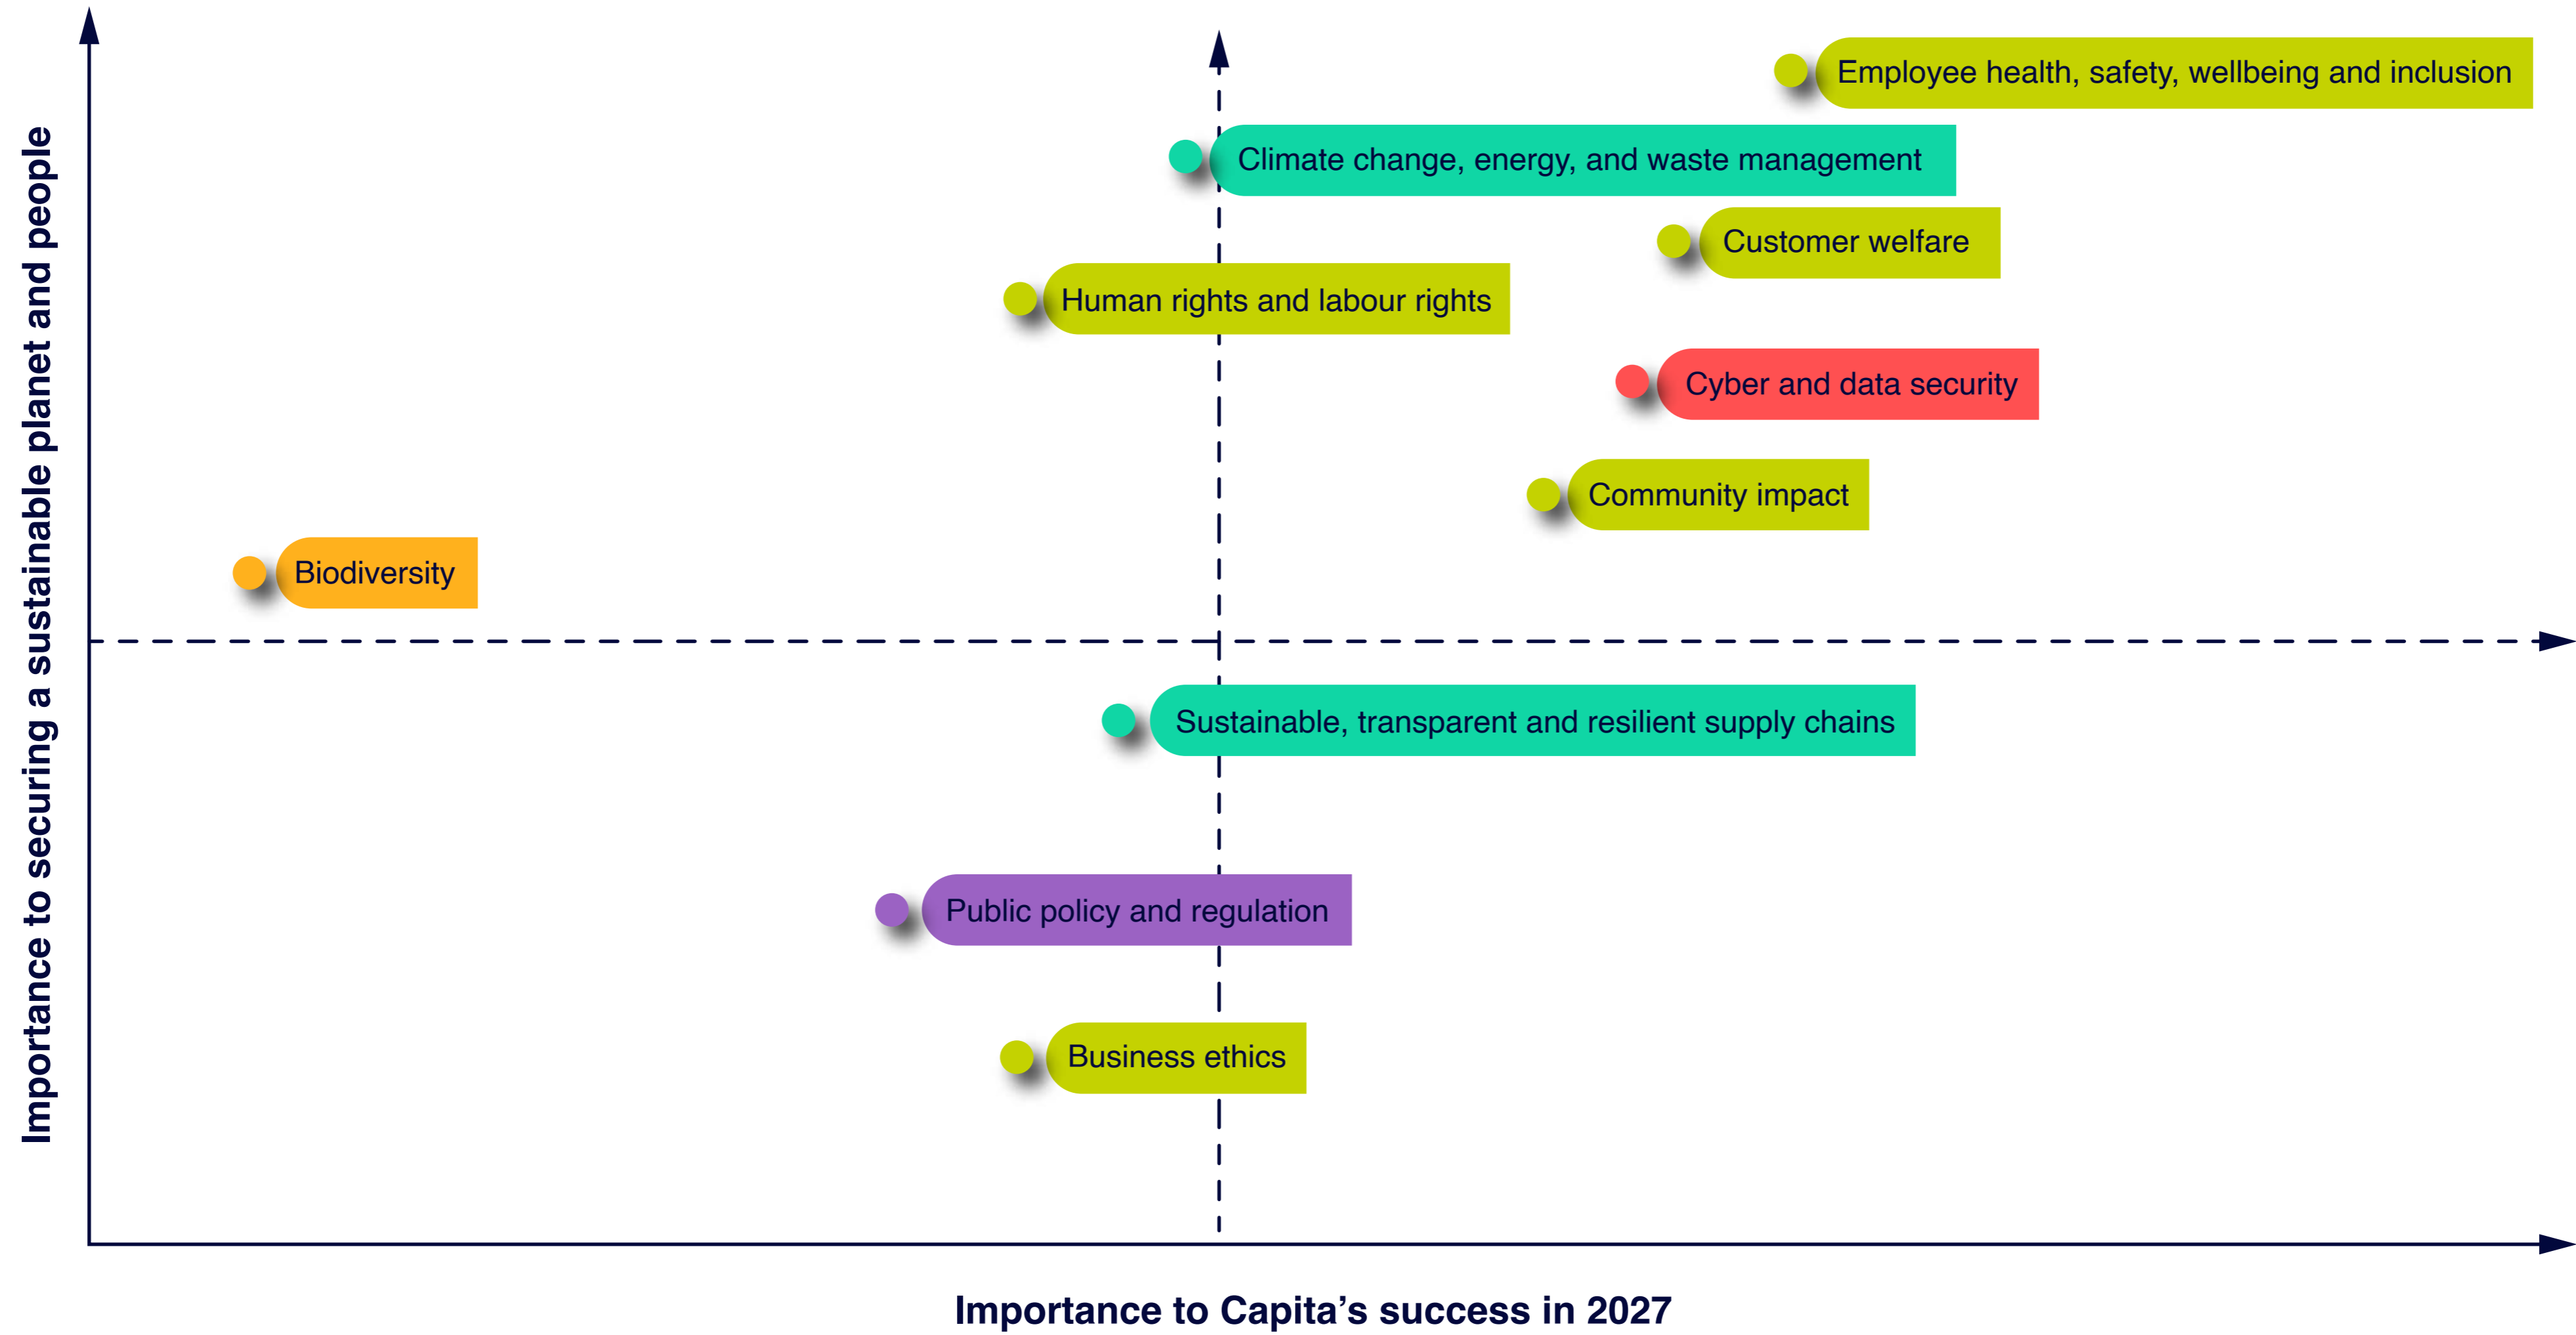 Importance to securing a sustainable planet and people
Employee health, safety, wellbeing and inclusion
Climate change, energy, and waste management
Customer welfare
Human rights and labour rights
Cyber and data security
Community impact
Biodiversity
Sustainable, transparent and resilient supply chains
Public policy and regulation
Business ethics
Importance to Capita’s success in 2027